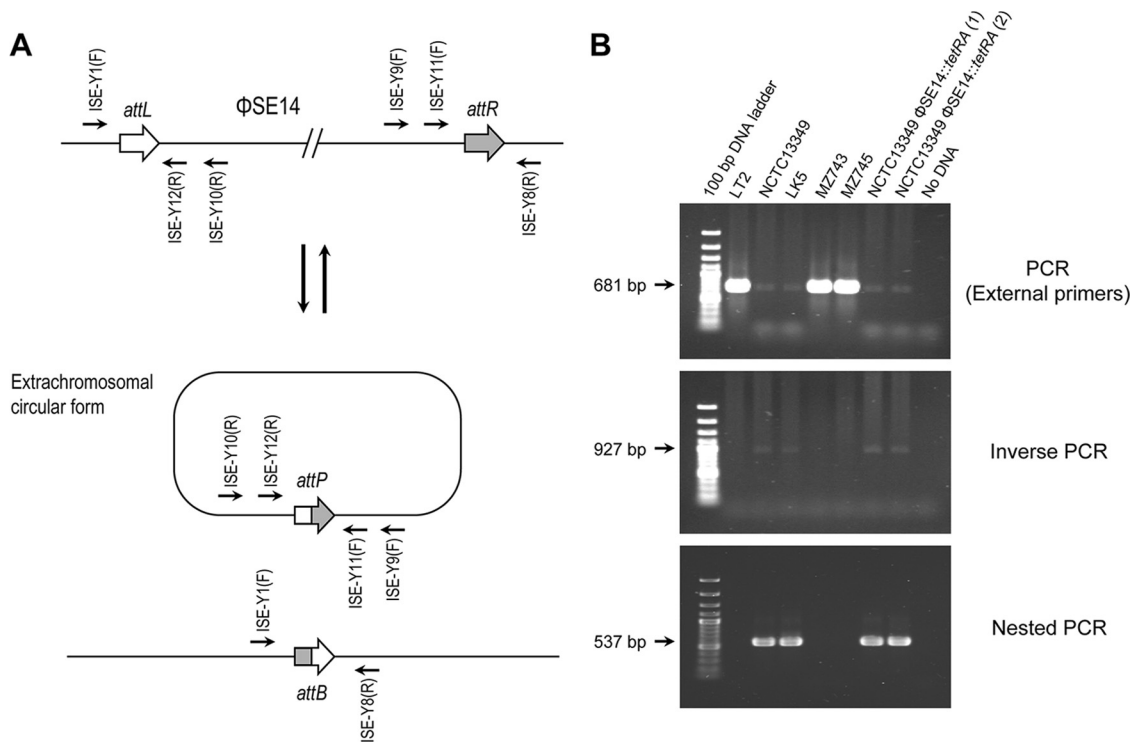 A
ISE-Y1(F)
attL
ISE-Y12(R)
ISE-Y10(R)
ΦSE14
ISE-Y9(F)
ISE-Y11(F)
attR
ISE-Y8(R)
Extrachromosomal
circular form
ISE-Y10(R)
ISE-Y12(R)
attP
ISE-Y11(F)
ISE-Y9(F)
ISE-Y1(F)
attB
ISE-Y8(R)
B
100 bp DNA ladder
LT2
NCTC13349
LK5
MZ743
MZ745
NCTC13349 ΦSE14::tetRA (1)
NCTC13349 ΦSE14::tetRA (2)
No DNA
681 bp
PCR
(External primers)
927 bp
Inverse PCR
537 bp
Nested PCR